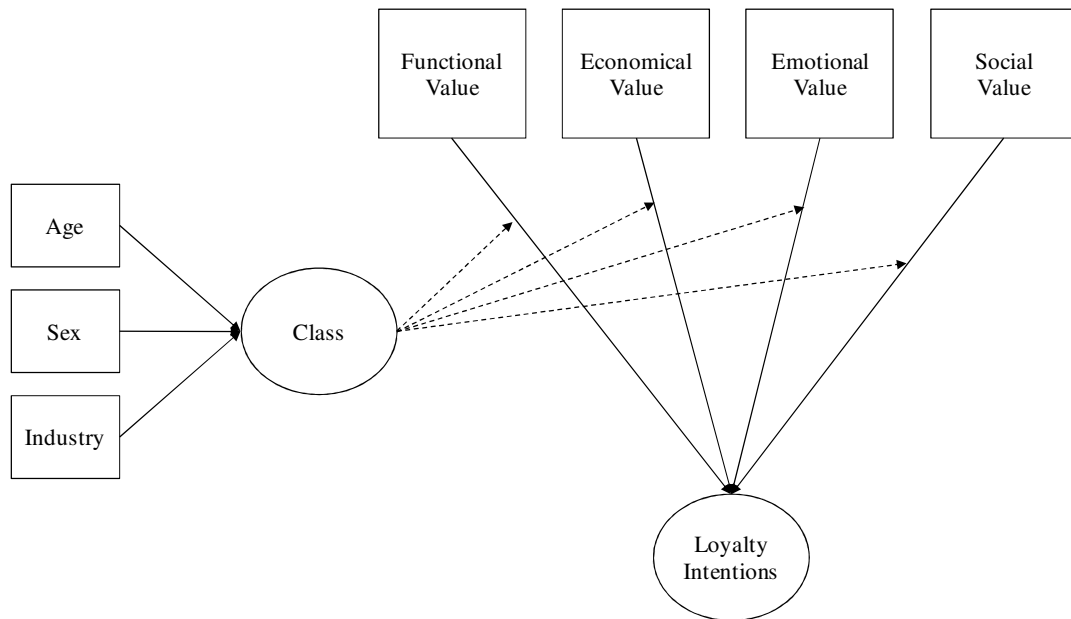 Functional
Value
Economical
Value
Emotional
Value
Social
Value
Age
Sex
Class
Industry
Loyalty
Intentions